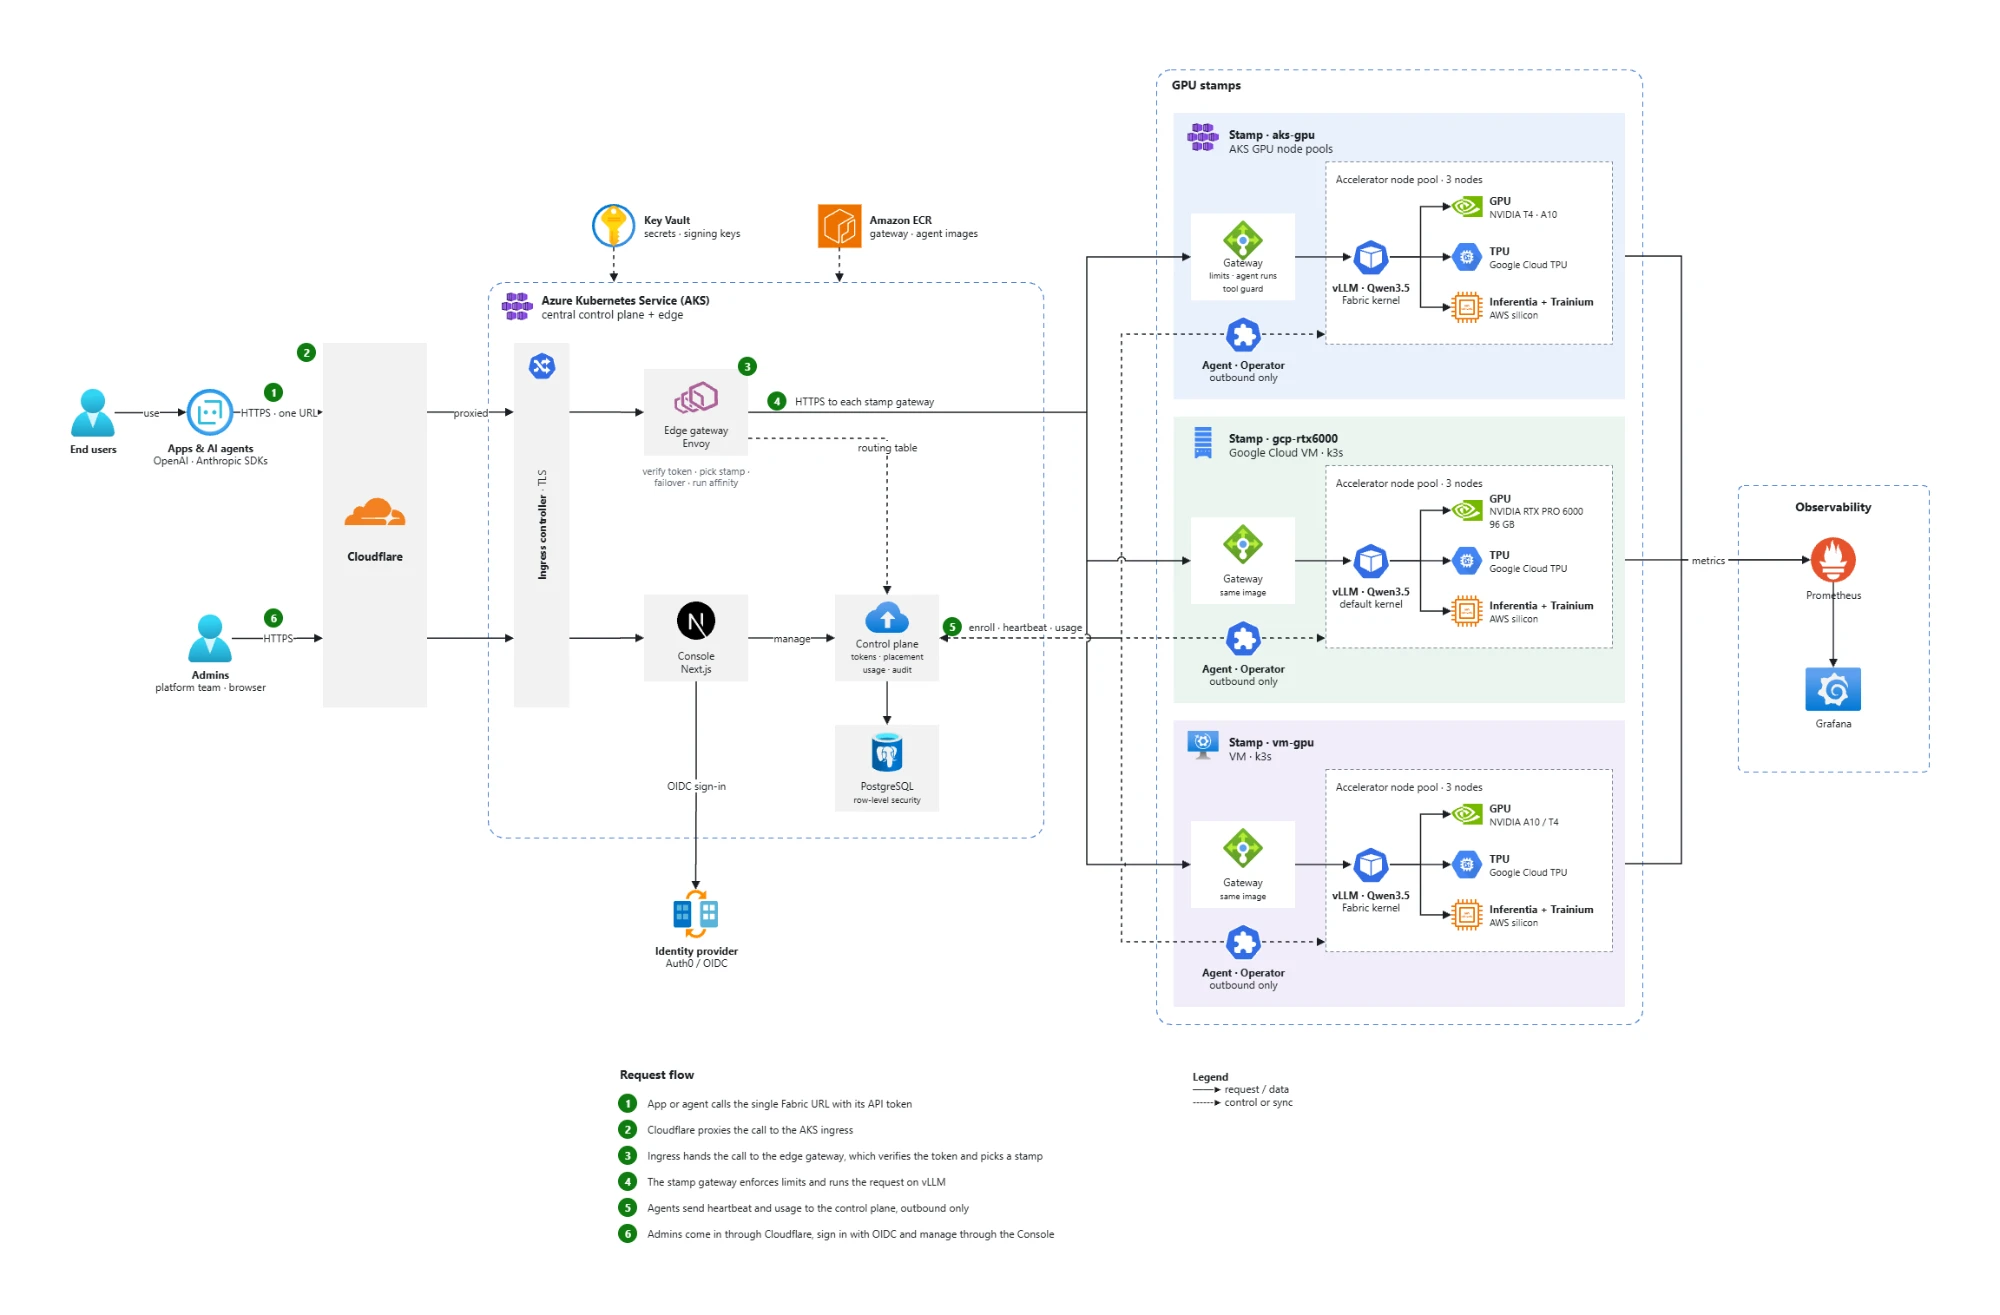 GPU stamps
Stamp · aks-gpu
AKS GPU node pools
Accelerator node pool · 3 nodes
GPU
NVIDIA T4 · A10
TPU
Google Cloud TPU
Inferentia + Trainium
AWS silicon
Gateway
limits · agent runs
tool guard
vLLM · Qwen3.5
Fabric kernel
Agent · Operator
outbound only
Key Vault
secrets · signing keys
Amazon ECR
gateway · agent images
Azure Kubernetes Service (AKS)
central control plane + edge
2
1
3
4
HTTPS to each stamp gateway
End users
use
Apps & AI agents
OpenAI · Anthropic SDKs
HTTPS · one URL
proxied
Cloudflare
Ingress controller · TLS
Edge gateway
Envoy
verify token · pick stamp ·
failover · run affinity
routing table
6
HTTPS
Admins
platform team · browser
Console
Next.js
manage
Control plane
tokens · placement
usage · audit
5
enroll · heartbeat · usage
PostgreSQL
row-level security
OIDC sign-in
Identity provider
Auth0 / OIDC
Stamp · gcp-rtx6000
Google Cloud VM · k3s
Accelerator node pool · 3 nodes
GPU
NVIDIA RTX PRO 6000
96 GB
TPU
Google Cloud TPU
Inferentia + Trainium
AWS silicon
Gateway
same image
vLLM · Qwen3.5
default kernel
Agent · Operator
outbound only
Stamp · vm-gpu
VM · k3s
Accelerator node pool · 3 nodes
GPU
NVIDIA A10 / T4
TPU
Google Cloud TPU
Inferentia + Trainium
AWS silicon
Gateway
same image
vLLM · Qwen3.5
Fabric kernel
Agent · Operator
outbound only
metrics
Observability
Prometheus
Grafana
Request flow
1 App or agent calls the single Fabric URL with its API token
2 Cloudflare proxies the call to the AKS ingress
3 Ingress hands the call to the edge gateway, which verifies the token and picks a stamp
4 The stamp gateway enforces limits and runs the request on vLLM
5 Agents send heartbeat and usage to the control plane, outbound only
6 Admins come in through Cloudflare, sign in with OIDC and manage through the Console
Legend
request / data
control or sync